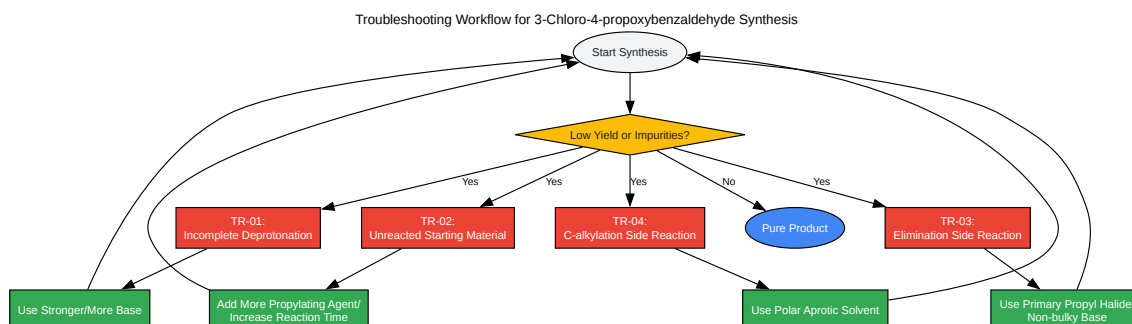 Troubleshooting Workflow for 3-Chloro-4-propoxybenzaldehyde Synthesis
Start Synthesis
Low Yield or Impurities?
Yes
Yes
Yes
No
Yes
TR-01:
Incomplete Deprotonation
TR-02:
Unreacted Starting Material
TR-04:
C-alkylation Side Reaction
Pure Product
TR-03:
Elimination Side Reaction
Use Stronger/More Base
Add More Propylating Agent/
Increase Reaction Time
Use Polar Aprotic Solvent
Use Primary Propyl Halide
Non-bulky Base